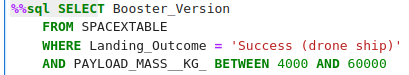 %%sql SELECT Booster_Version
FROM SPACEXTABLE
WHERE Landing_Outcome = 'Success (drone ship)'
AND PAYLOAD_MASS__KG_ BETWEEN 4000 AND 60000